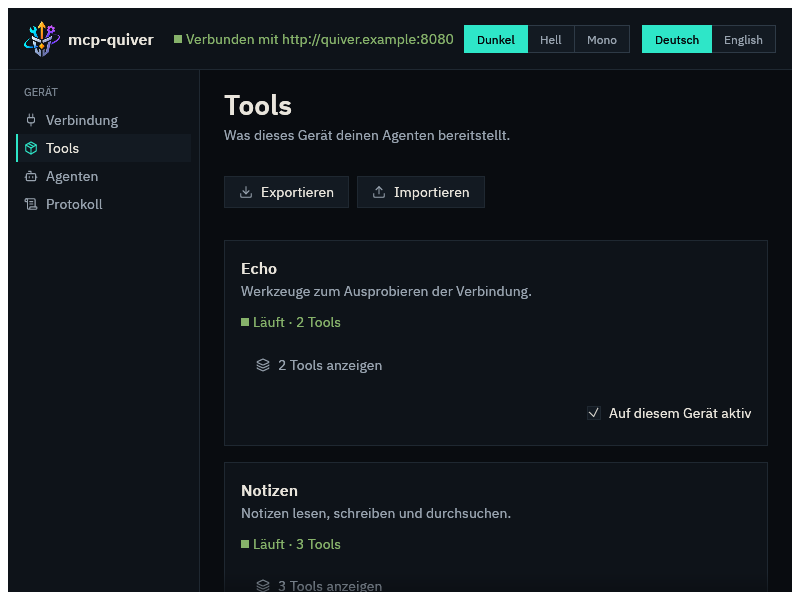 mcp-quiver
Verbunden mit http://quiver.example:8080
Dunkel
Hell
Mono
Deutsch
English
GERÄT
Verbindung
Tools
Agenten
Protokoll
Tools
Was dieses Gerät deinen Agenten bereitstellt.
Exportieren
Importieren
Echo
Werkzeuge zum Ausprobieren der Verbindung.
Läuft · 2 Tools
2 Tools anzeigen
Auf diesem Gerät aktiv
Notizen
Notizen lesen, schreiben und durchsuchen.
Läuft · 3 Tools
3 Tools anzeigen